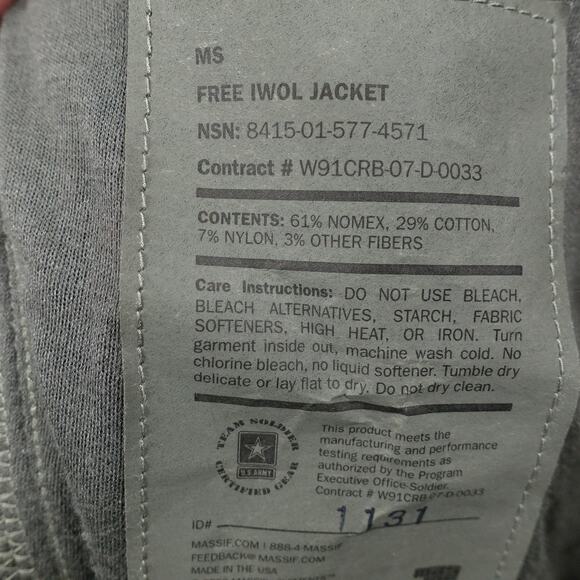 MS
FREE IWOL JACKET
NSN: 8415-01-577-4571
Contract # W91CRB-07-D-0033
CONTENTS: 61% NOMEX, 29% COTTON,
7% NYLON, 3% OTHER FIBERS
Care Instructions: DO NOT USE BLEACH,
BLEACH ALTERNATIVES, STARCH, FABRIC
SOFTENERS, HIGH HEAT, OR IRON. Turn
garment inside out, machine wash cold. No
chlorine bleach, no liquid softener. Tumble dry
delicate or lay flat to dry. Do not dry clean.
TEAM SOLDIER
U.S. ARMY
CERTIFIED GEAR
This product meets the
manufacturing and performance
testing requirements as
authorized by the Program
Executive Office-Soldier.
Contract # W91CRB-07-D-0033
ID# 1131
MASSIF.COM | 888-4-MASSIF
FEEDBACK@MASSIF.COM
MADE IN THE USA